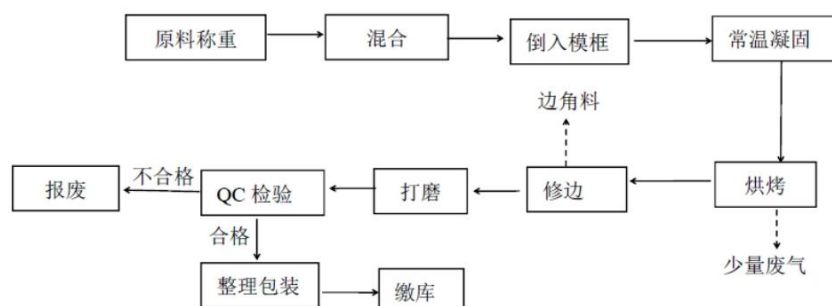 原料称重
混合
倒入模框
常温凝固
边角料
报废
不合格
QC 检验
打磨
修边
烘烤
合格
少量废气
整理包装
缴库